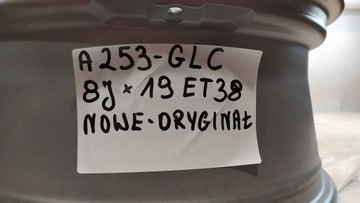 A253-GLC
8J × 19 ET38
NOWE-ORYGINAŁ